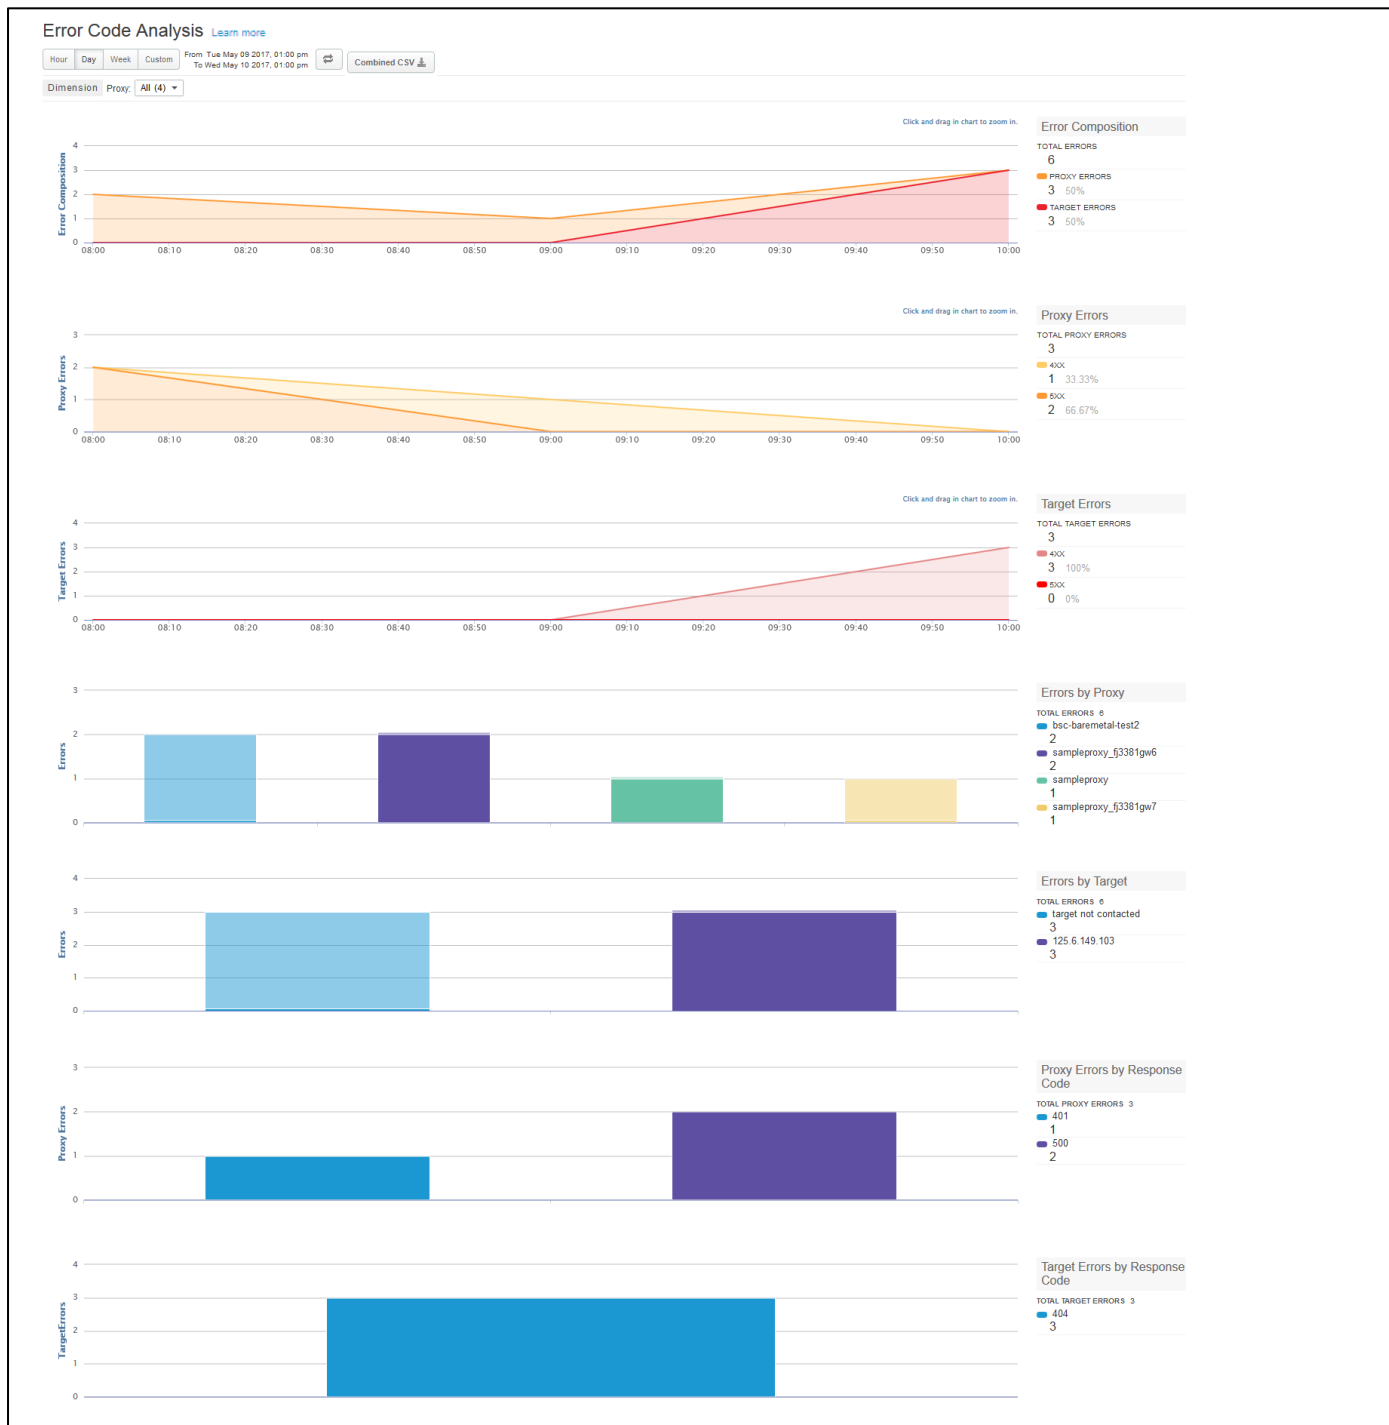 Error Code Analysis Learn more
Hour Day Week Custom From Tue May 09 2017, 01:00 pm
To Wed May 10 2017, 01:00 pm
Combined CSV
Dimension Proxy: All (4)
Click and drag in chart to zoom in.
Error Composition
4
3
2
1
0
08:00 08:10 08:20 08:30 08:40 08:50 09:00 09:10 09:20 09:30 09:40 09:50 10:00
Error Composition
TOTAL ERRORS
6
PROXY ERRORS
3 50%
TARGET ERRORS
3 50%
Click and drag in chart to zoom in.
Proxy Errors
3
2
1
0
08:00 08:10 08:20 08:30 08:40 08:50 09:00 09:10 09:20 09:30 09:40 09:50 10:00
Proxy Errors
TOTAL PROXY ERRORS
3
4XX
1 33.33%
5XX
2 66.67%
Click and drag in chart to zoom in.
Target Errors
4
3
2
1
0
08:00 08:10 08:20 08:30 08:40 08:50 09:00 09:10 09:20 09:30 09:40 09:50 10:00
Target Errors
TOTAL TARGET ERRORS
3
4XX
3 100%
5XX
0 0%
Errors
3
2
1
0
Errors by Proxy
TOTAL ERRORS 6
bsc-baremetal-test2
2
sampleproxy_fj3381gw6
2
sampleproxy
1
sampleproxy_fj3381gw7
1
Errors
4
3
2
1
0
Errors by Target
TOTAL ERRORS 6
target not contacted
3
125.6.149.103
3
Proxy Errors
3
2
1
0
Proxy Errors by Response
Code
TOTAL PROXY ERRORS 3
401
1
500
2
TargetErrors
4
3
2
1
0
Target Errors by Response
Code
TOTAL TARGET ERRORS 3
404
3